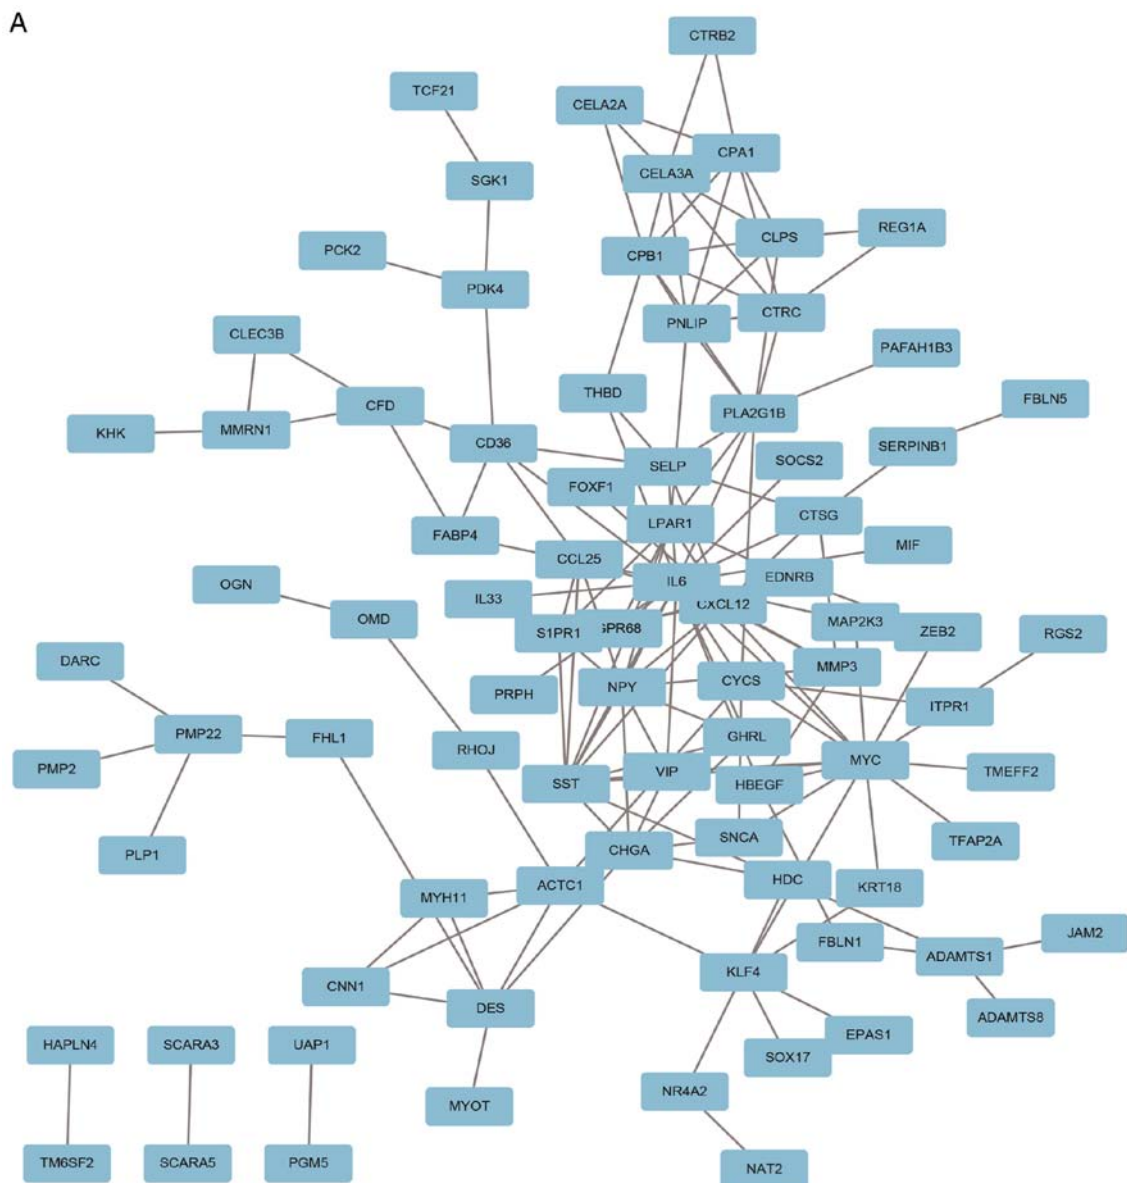 A
CTRB2
TCF21
CELA2A
CPA1
CELA3A
SGK1
REG1A
CLPS
PCK2
CPB1
PDK4
PNLIP
CTRC
CLEC3B
PAFAH1B3
THBD
FBLN5
CFD
PLA2G1B
KHK
MMRN1
CD36
SERPINB1
SELP
SOCS2
FOXF1
CTSG
LPAR1
FABP4
MIF
CCL25
IL6
EDNRB
OGN
IL33
CXCL12
OMD
MAP2K3
S1PR1
GPR68
ZEB2
RGS2
DARC
MMP3
PRPH
NPY
CYCS
ITPR1
PMP22
FHL1
GHRL
RHOJ
PMP2
MYC
VIP
TMEFF2
SST
HBEGF
SNCA
TFAP2A
CHGA
PLP1
ACTC1
HDC
KRT18
MYH11
JAM2
FBLN1
ADAMTS1
KLF4
CNN1
DES
ADAMTS8
EPAS1
HAPLN4
SCARA3
UAP1
SOX17
NR4A2
MYOT
TM6SF2
SCARA5
PGM5
NAT2